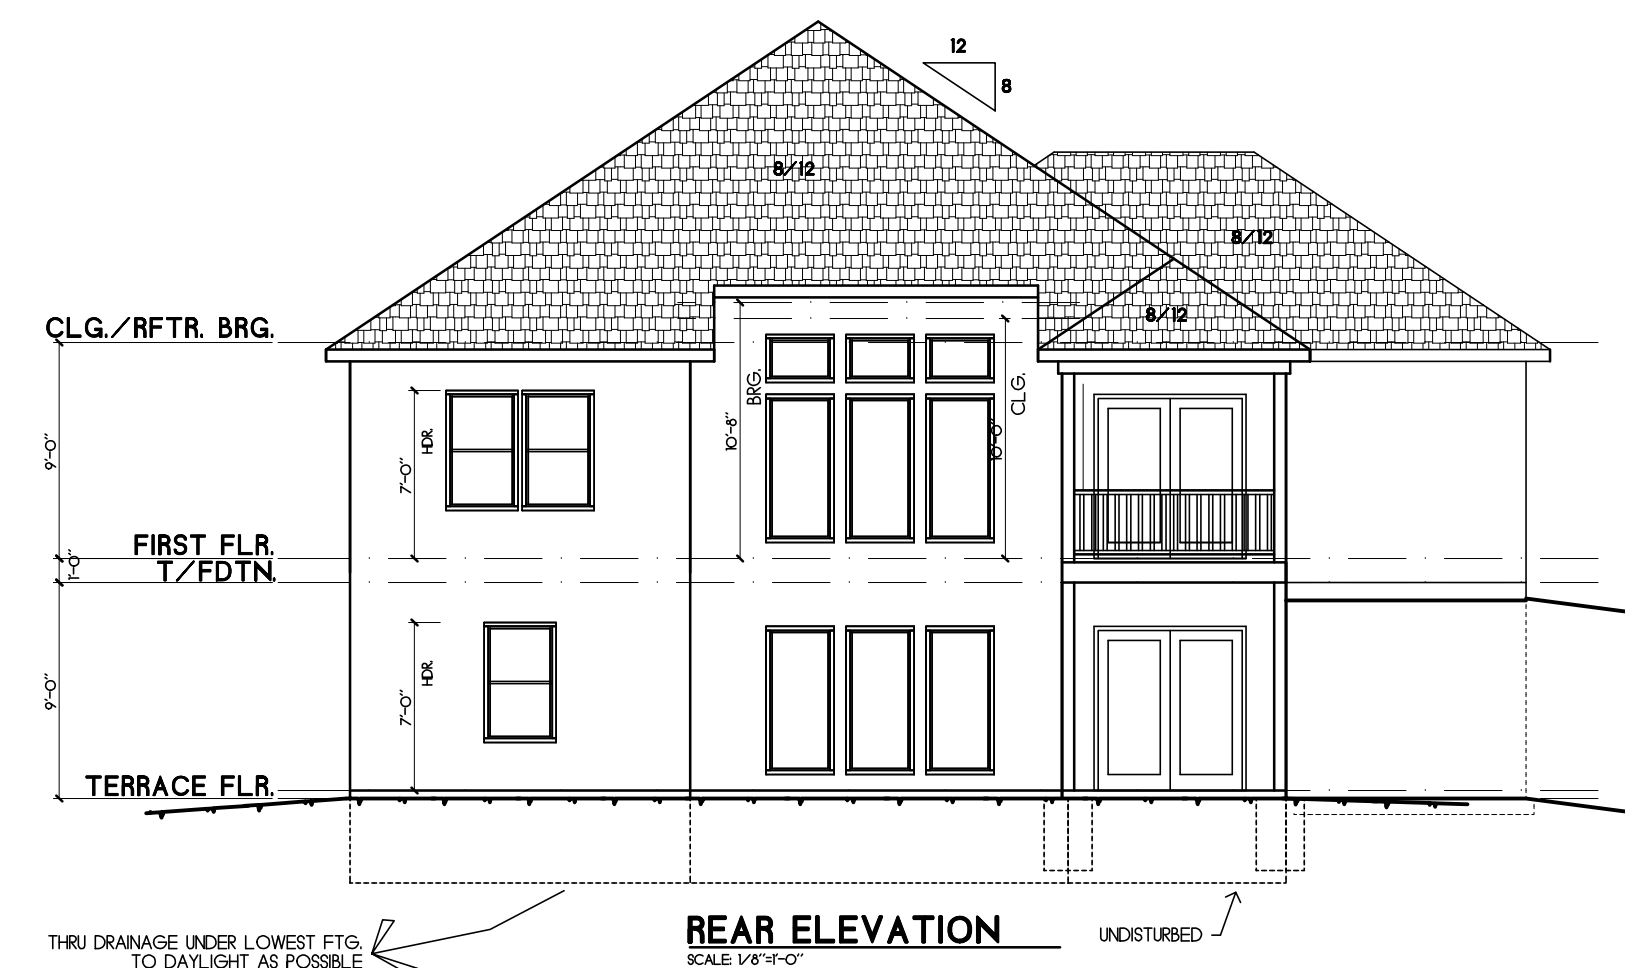 12
8
8/12
8/12
8/12
CLG./RFTR. BRG.
BRG.
CLG.
HDR.
9'-0"
7'-0"
10'-8"
10'-0"
FIRST FLR.
1'-0"
T/FDTN.
HDR.
9'-0"
7'-0"
TERRACE FLR.
REAR ELEVATION
SCALE: 1/8"=1'-0"
UNDISTURBED
THRU DRAINAGE UNDER LOWEST FTG.
TO DAYLIGHT AS POSSIBLE